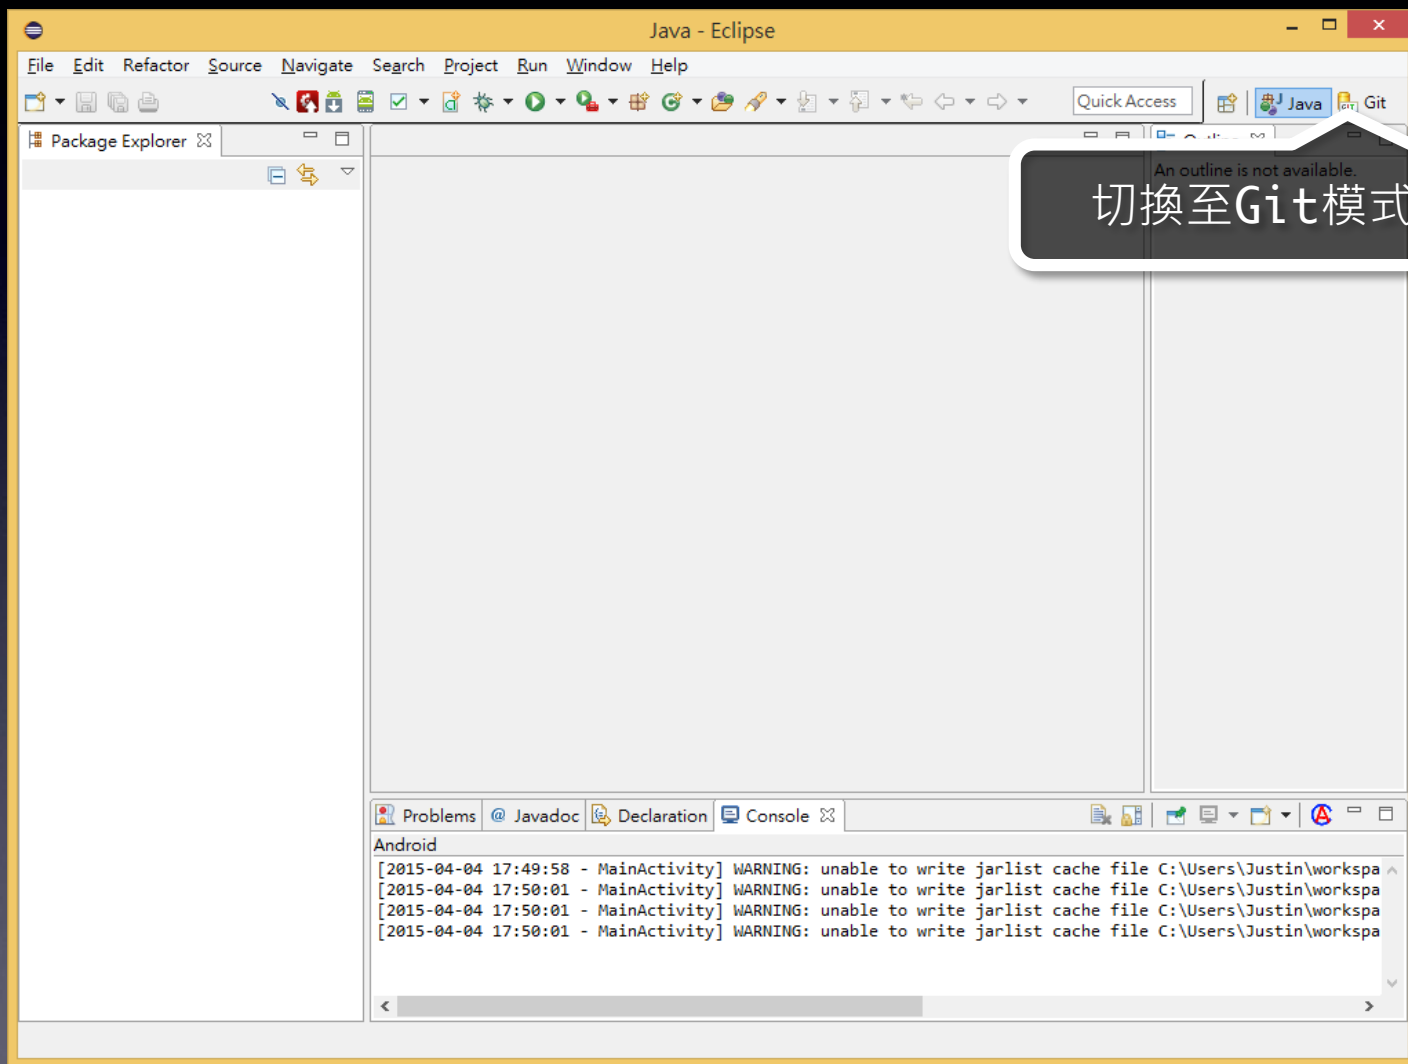 Java - Eclipse
File Edit Refactor Source Navigate Search Project Run Window Help
Quick Access Java Git
Package Explorer
An outline is not available.
切換至Git模式
Problems @ Javadoc Declaration Console
Android
[2015-04-04 17:49:58 - MainActivity] WARNING: unable to write jarlist cache file C:\Users\Justin\workspa
[2015-04-04 17:50:01 - MainActivity] WARNING: unable to write jarlist cache file C:\Users\Justin\workspa
[2015-04-04 17:50:01 - MainActivity] WARNING: unable to write jarlist cache file C:\Users\Justin\workspa
[2015-04-04 17:50:01 - MainActivity] WARNING: unable to write jarlist cache file C:\Users\Justin\workspa